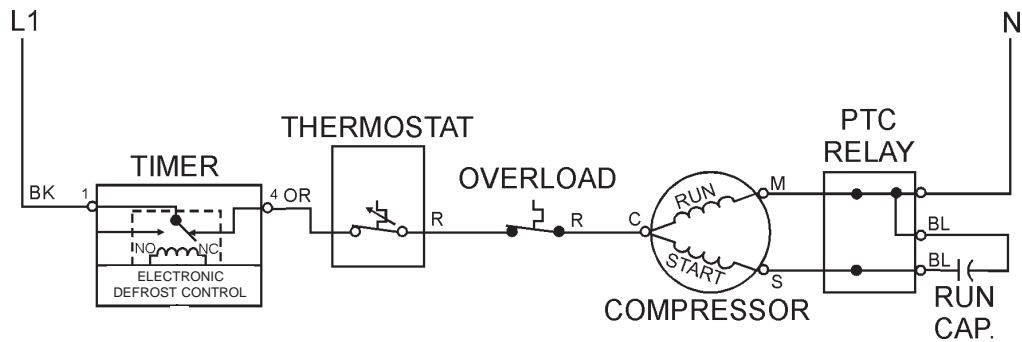 L1
N
THERMOSTAT
PTC
RELAY
TIMER
OVERLOAD
BK
1
4
OR
R
R
C
RUN
START
M
S
BL
BL
NO
NC
ELECTRONIC
DEFROST CONTROL
COMPRESSOR
RUN
CAP.